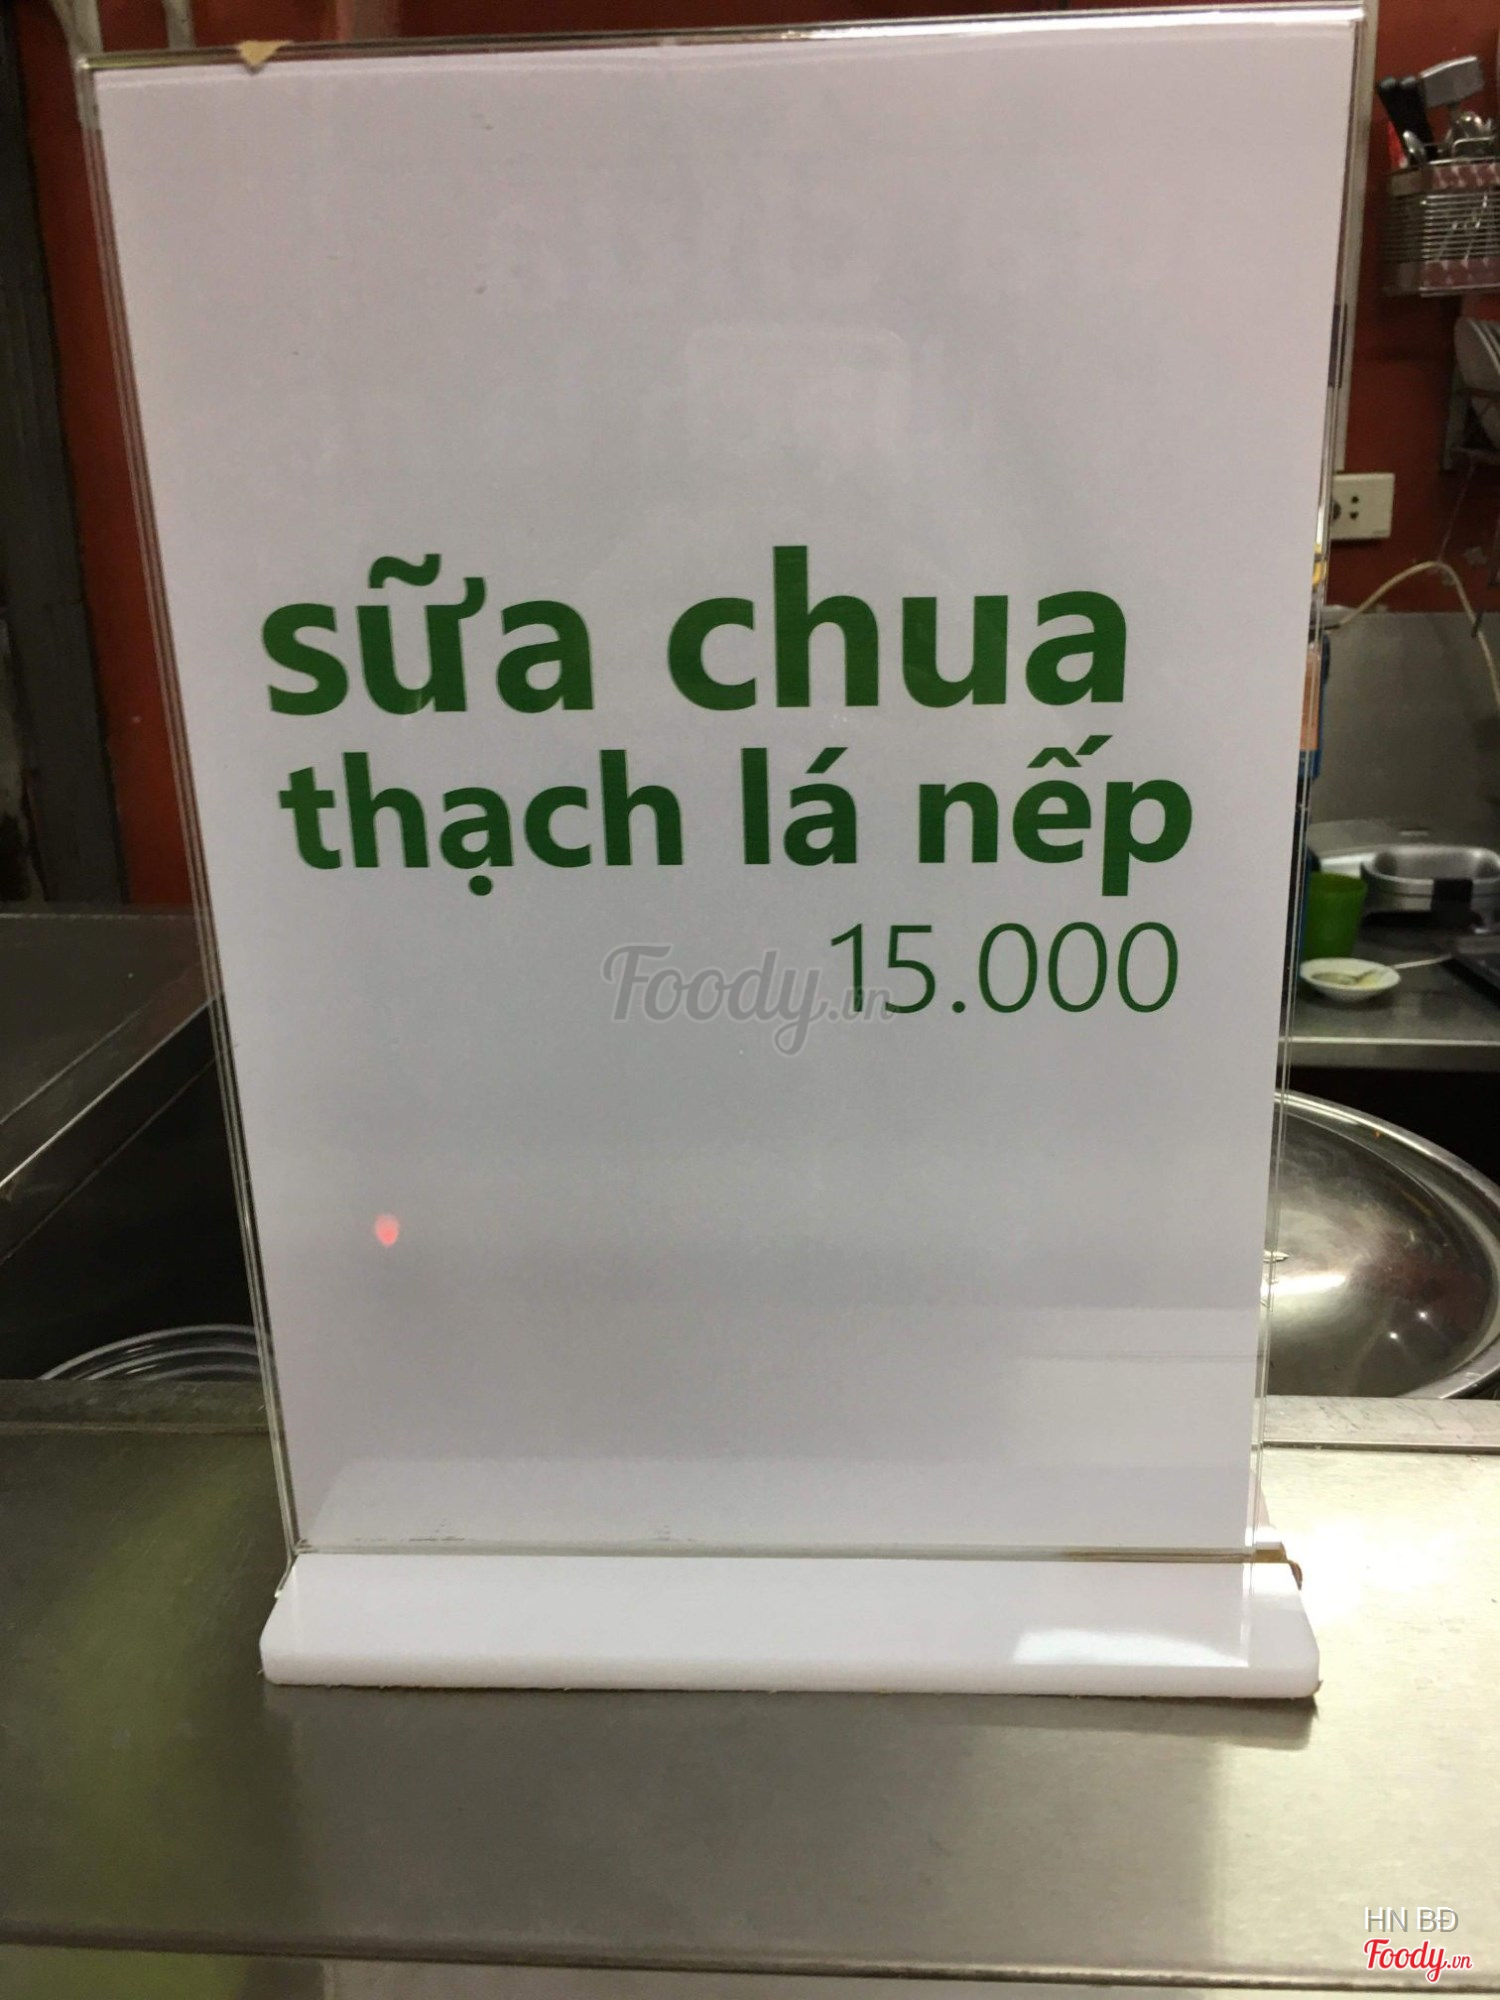 sữa chua
thạch lá nếp
15.000
Foody.vn
HN BĐ
Foody.vn